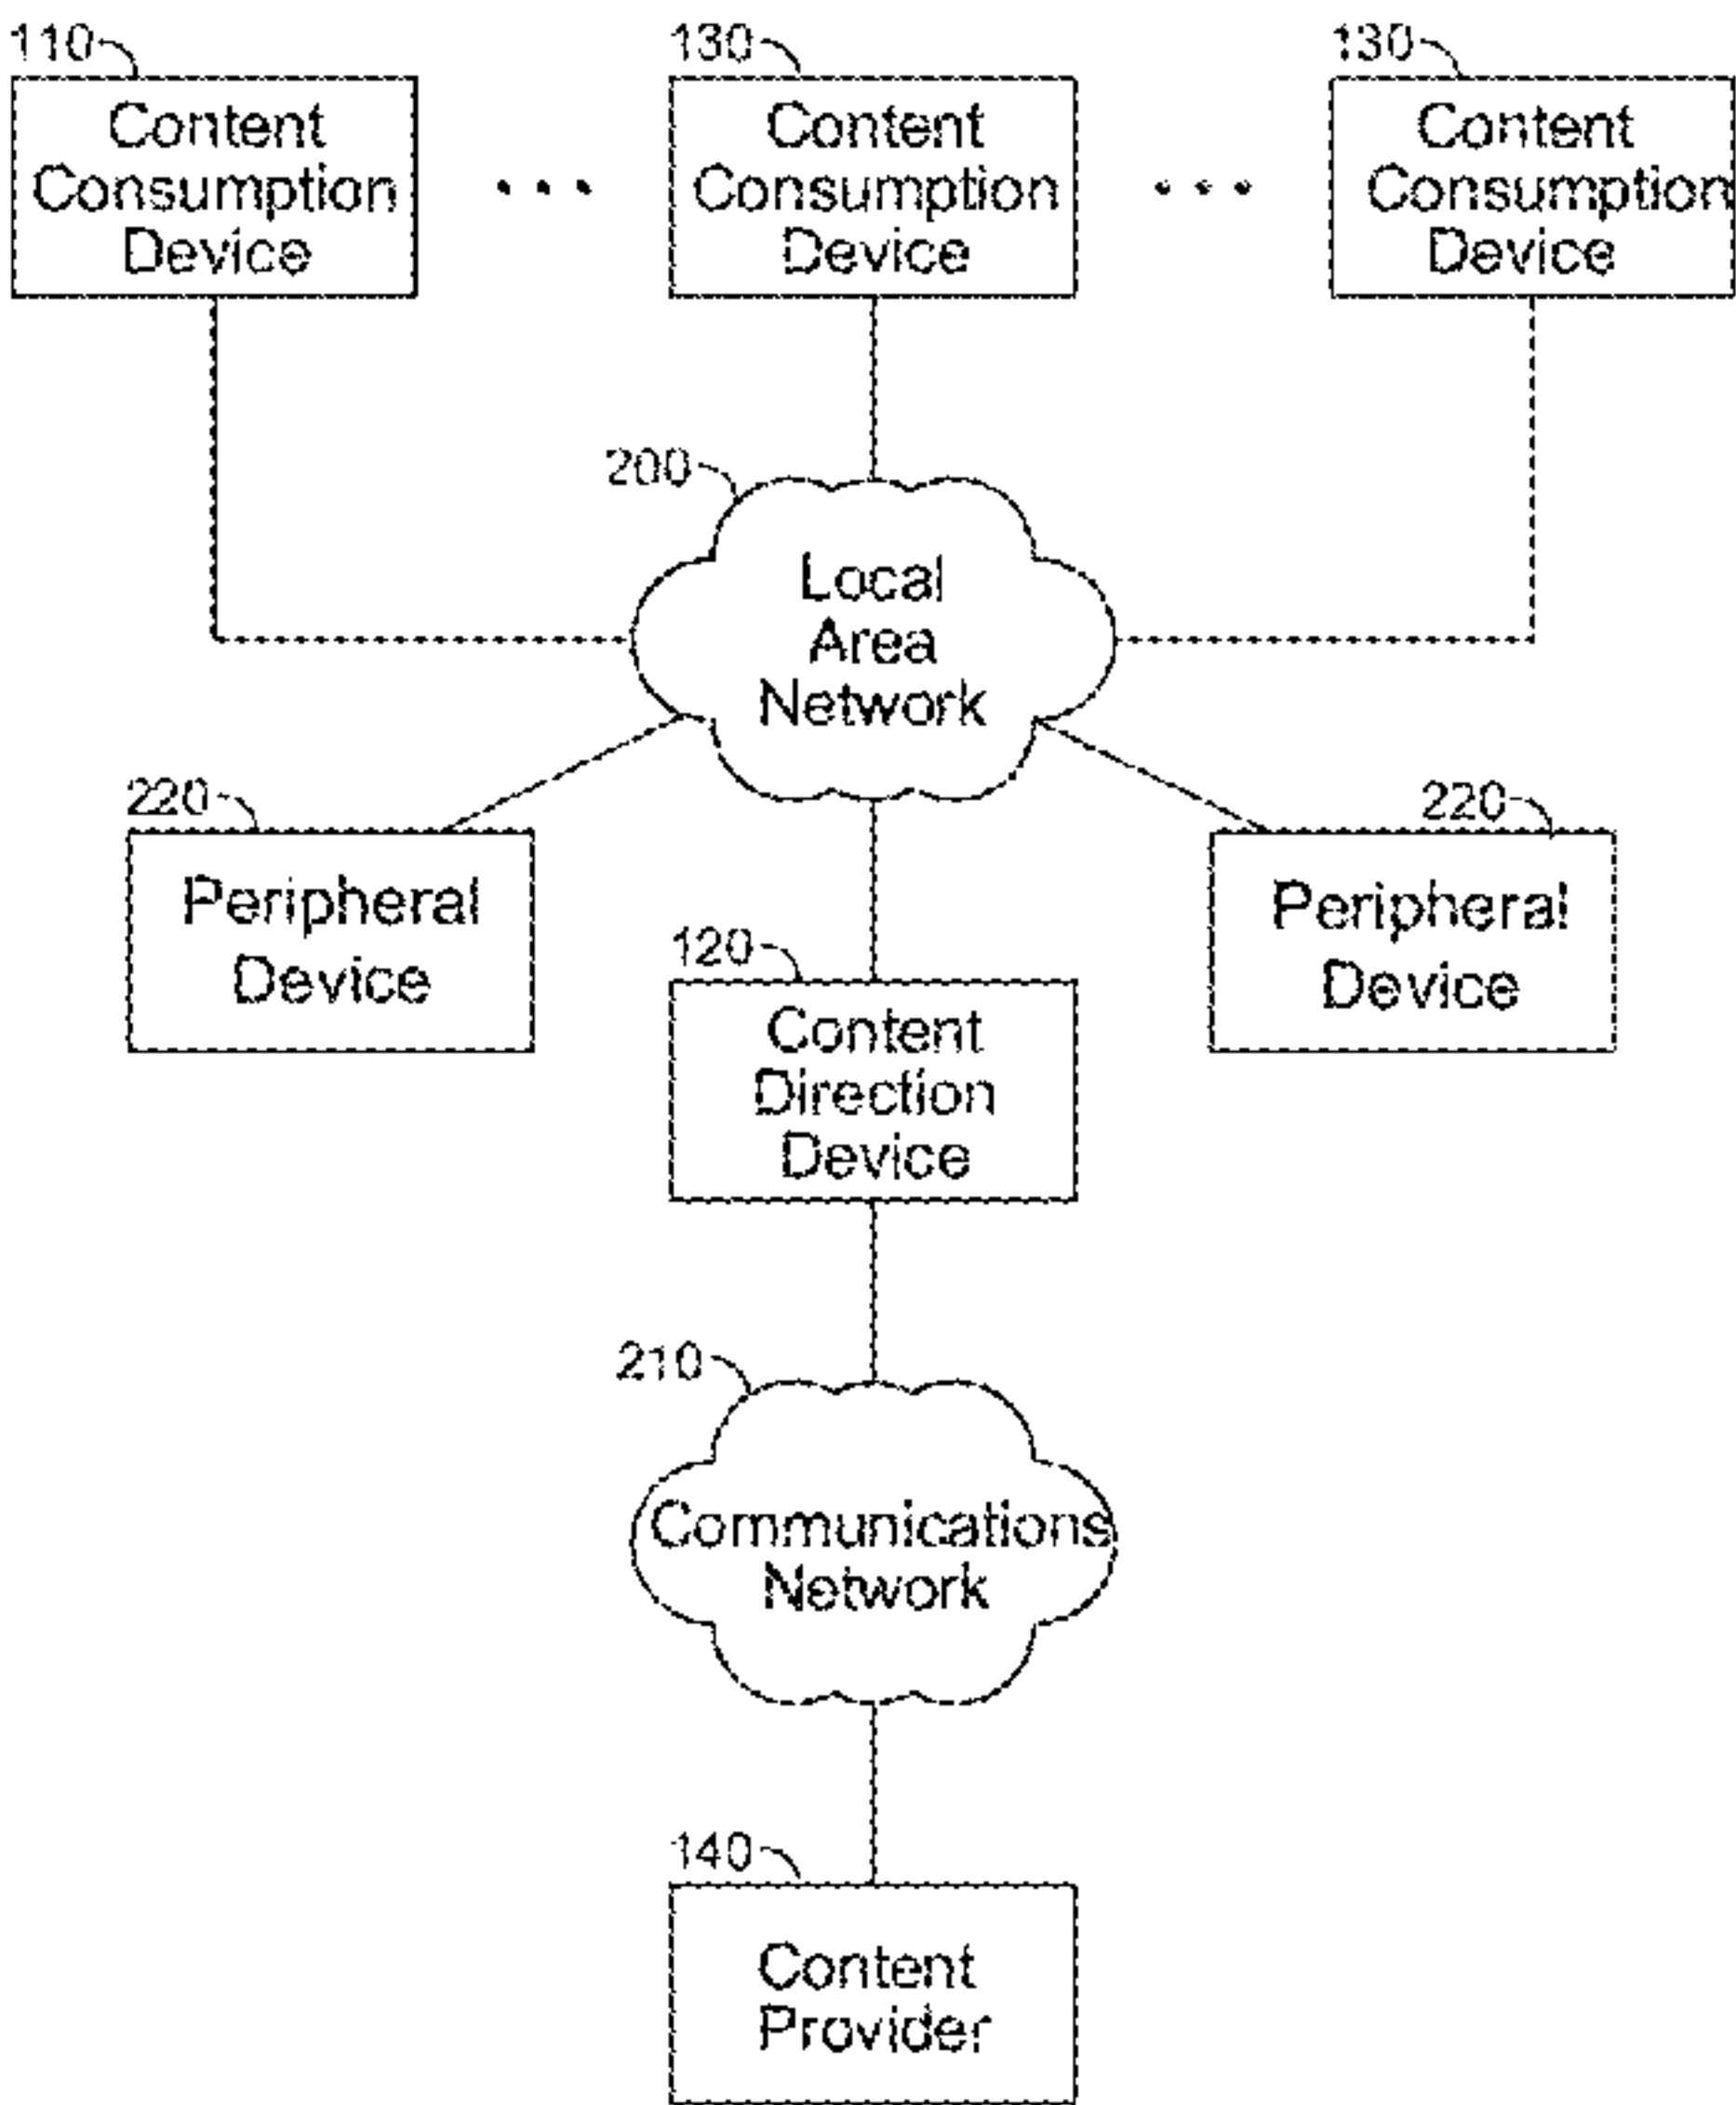 110
130
130
Content
Consumption
Device
Content
Consumption
Device
Content
Consumption
Device
200
Local
Area
Network
220
Peripheral
Device
220
Peripheral
Device
120
Content
Direction
Device
210
Communications
Network
140
Content
Provider